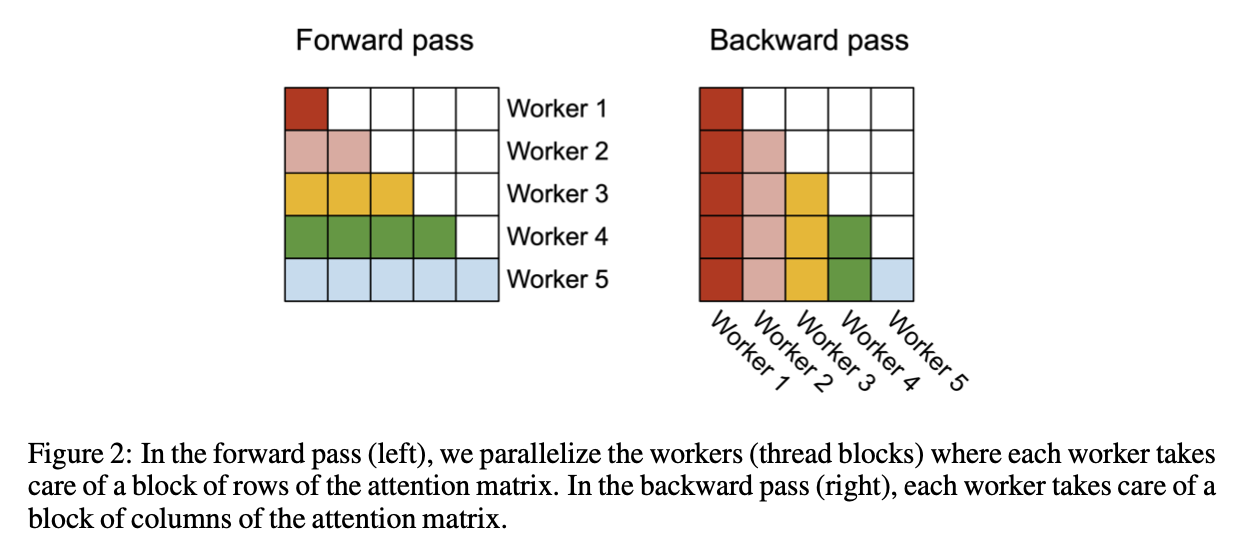 Forward pass
Worker 1
Worker 2
Worker 3
Worker 4
Worker 5
Backward pass
Worker 1
Worker 2
Worker 3
Worker 4
Worker 5
Figure 2: In the forward pass (left), we parallelize the workers (thread blocks) where each worker takes
care of a block of rows of the attention matrix. In the backward pass (right), each worker takes care of a
block of columns of the attention matrix.